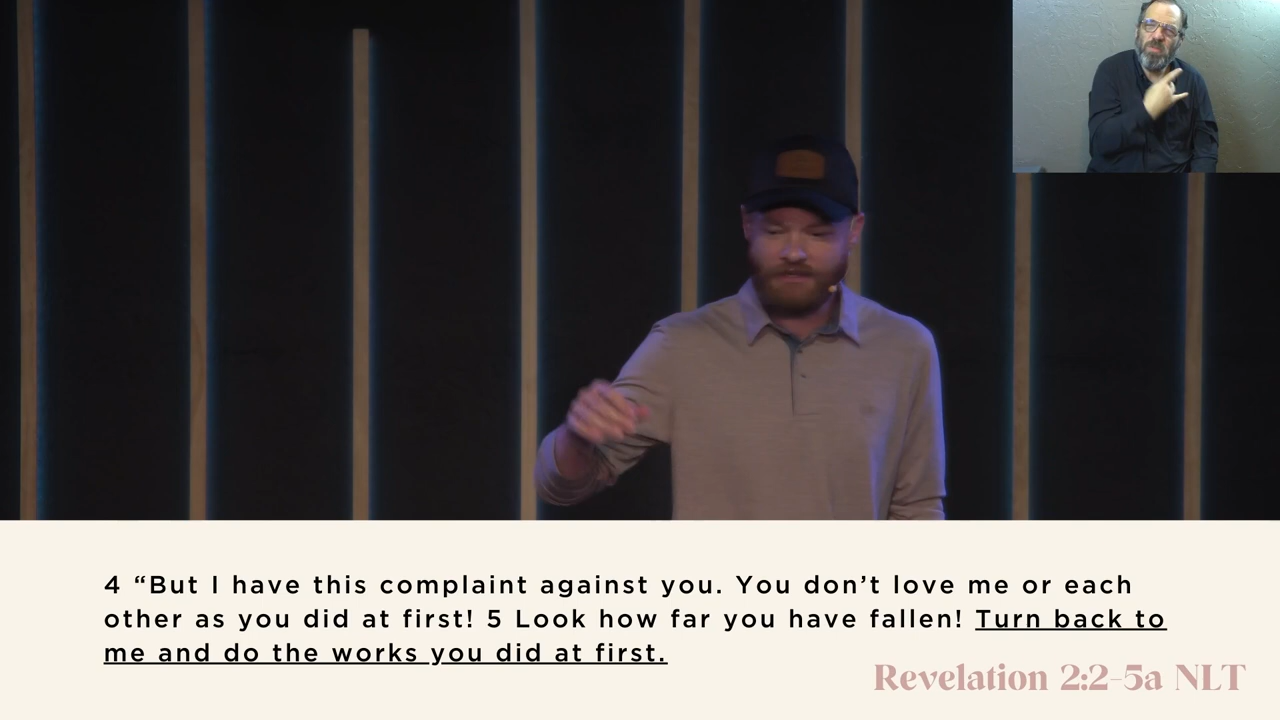 4 “But I have this complaint against you. You don’t love me or each
other as you did at first! 5 Look how far you have fallen! Turn back to
me and do the works you did at first.
Revelation 2:2-5a NLT